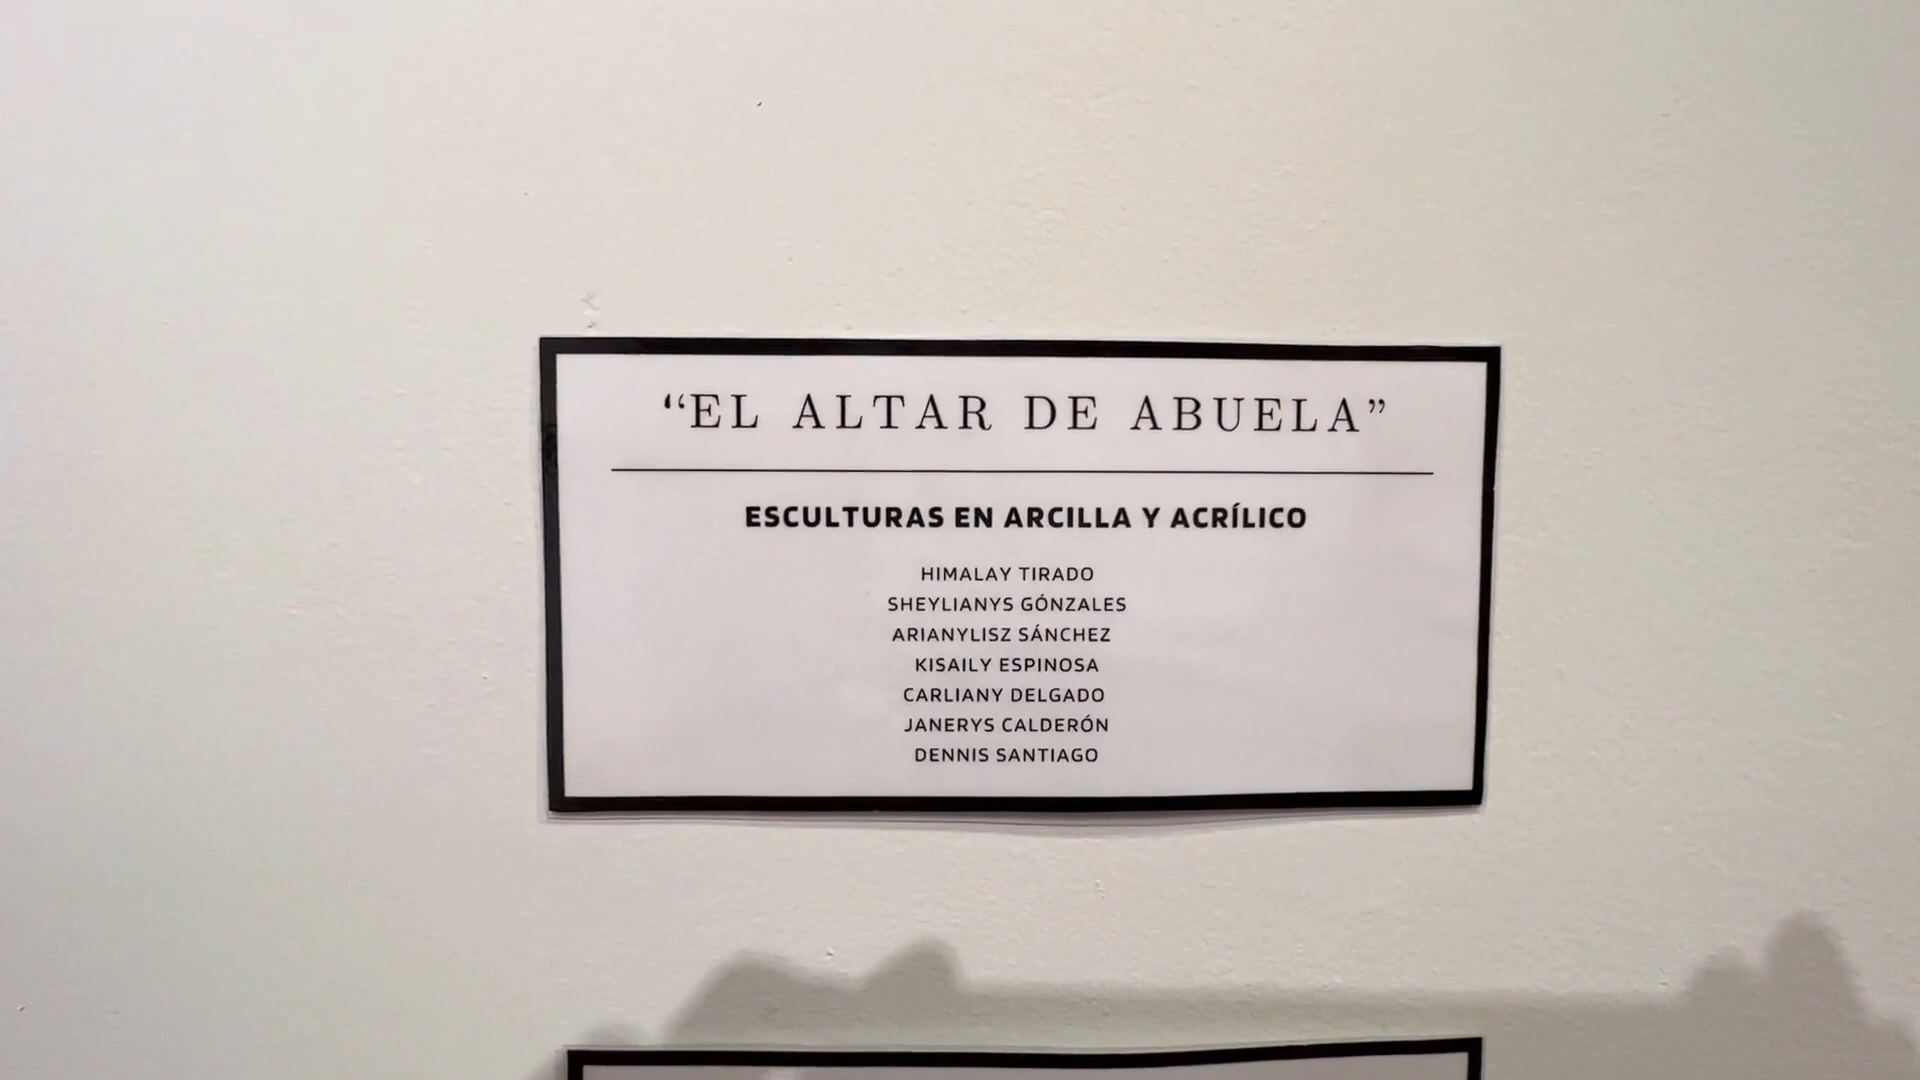 “EL ALTAR DE ABUELA”
ESCULTURAS EN ARCILLA Y ACRÍLICO
HIMALAY TIRADO
SHEYLIANYS GÓNZALES
ARIANYLISZ SÁNCHEZ
KISAILY ESPINOSA
CARLIANY DELGADO
JANERYS CALDERÓN
DENNIS SANTIAGO